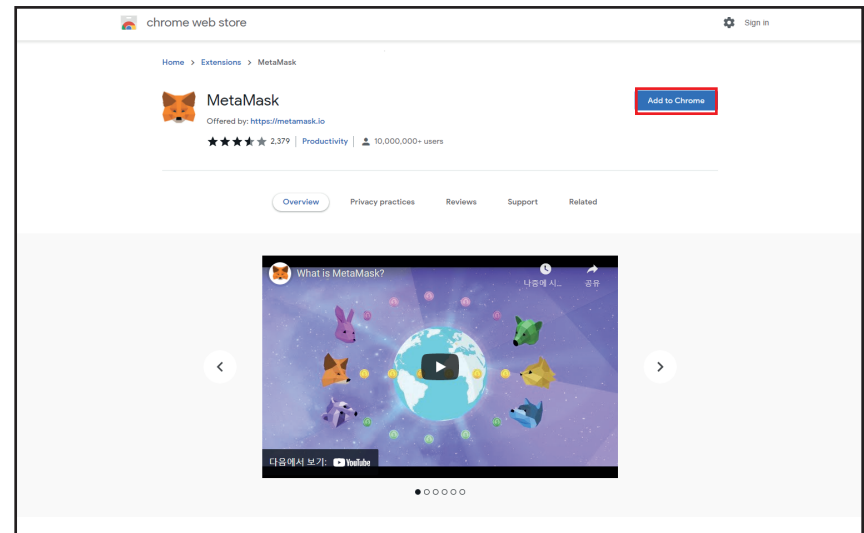 chrome web store
Sign in
Home > Extensions > MetaMask
MetaMask
Add to Chrome
Offered by: https://metamask.io
2,379 | Productivity | 10,000,000+ users
Overview
Privacy practices
Reviews
Support
Related
What is MetaMask?
나중에 시...
공유
다음에서 보기: YouTube